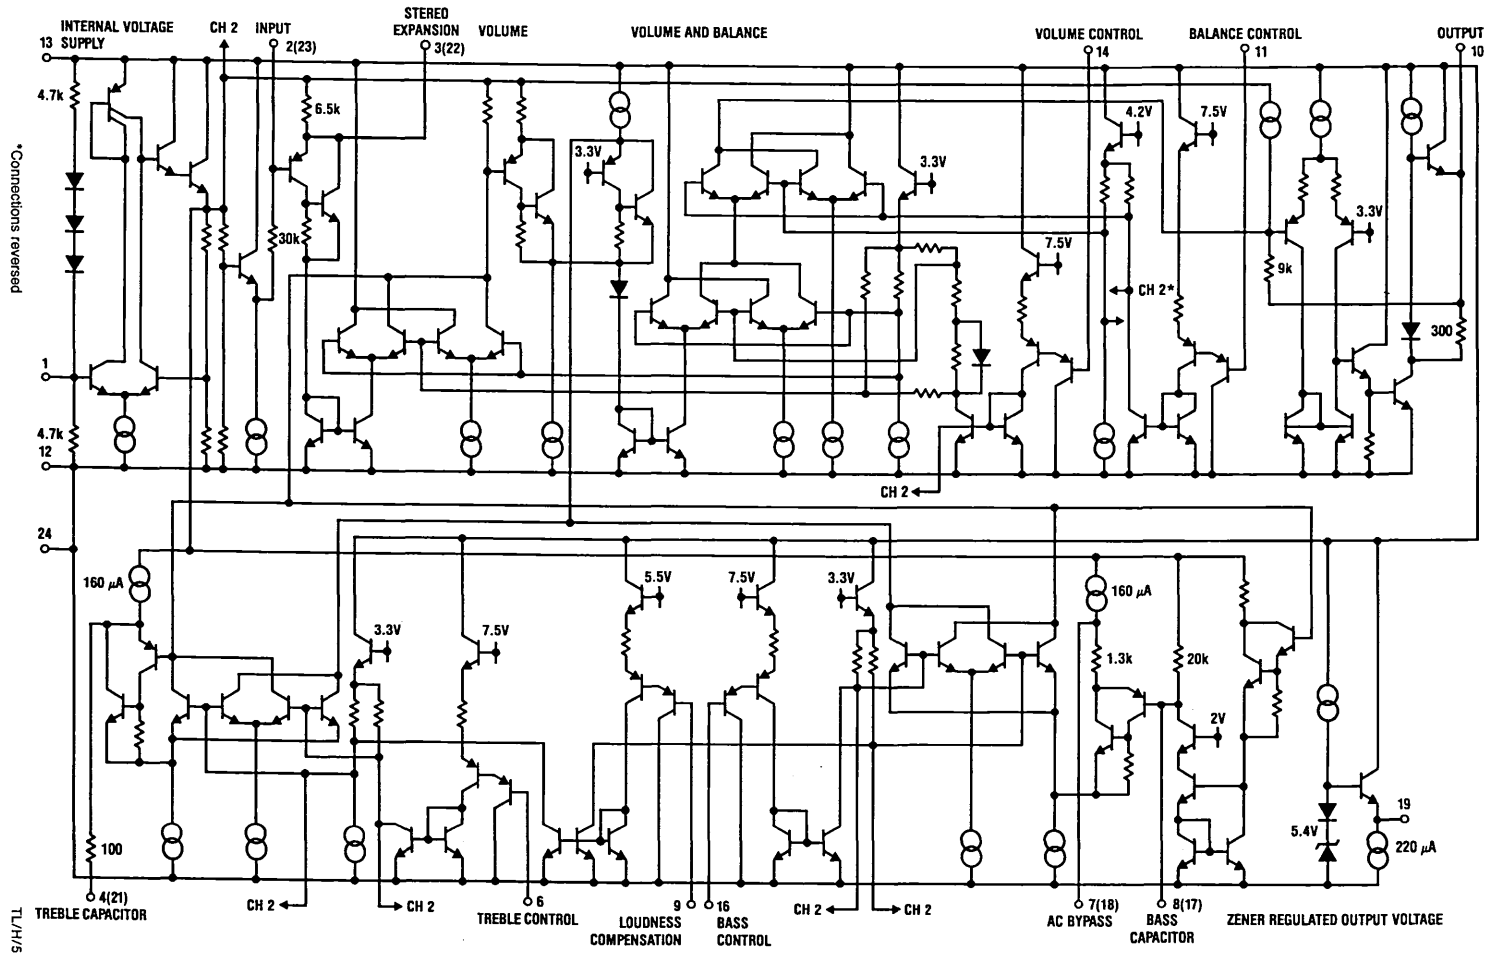 INTERNAL VOLTAGE
SUPPLY
13
CH 2
INPUT
2(23)
STEREO
EXPANSION
3(22)
VOLUME
VOLUME AND BALANCE
VOLUME CONTROL
14
BALANCE CONTROL
11
OUTPUT
10
4.7k
6.5k
3.3V
3.3V
4.2V
7.5V
3.3V
*Connections reversed
30k
7.5V
9k
CH 2*
300
1
4.7k
12
CH 2
24
160 µA
3.3V
7.5V
5.5V
7.5V
3.3V
160 µA
1.3k
20k
2V
100
19
5.4V
220 µA
4(21)
TREBLE CAPACITOR
CH 2
CH 2
6
TREBLE CONTROL
9
LOUDNESS
COMPENSATION
16
BASS
CONTROL
CH 2
CH 2
7(18)
AC BYPASS
8(17)
BASS
CAPACITOR
ZENER REGULATED OUTPUT VOLTAGE
TL/H/5